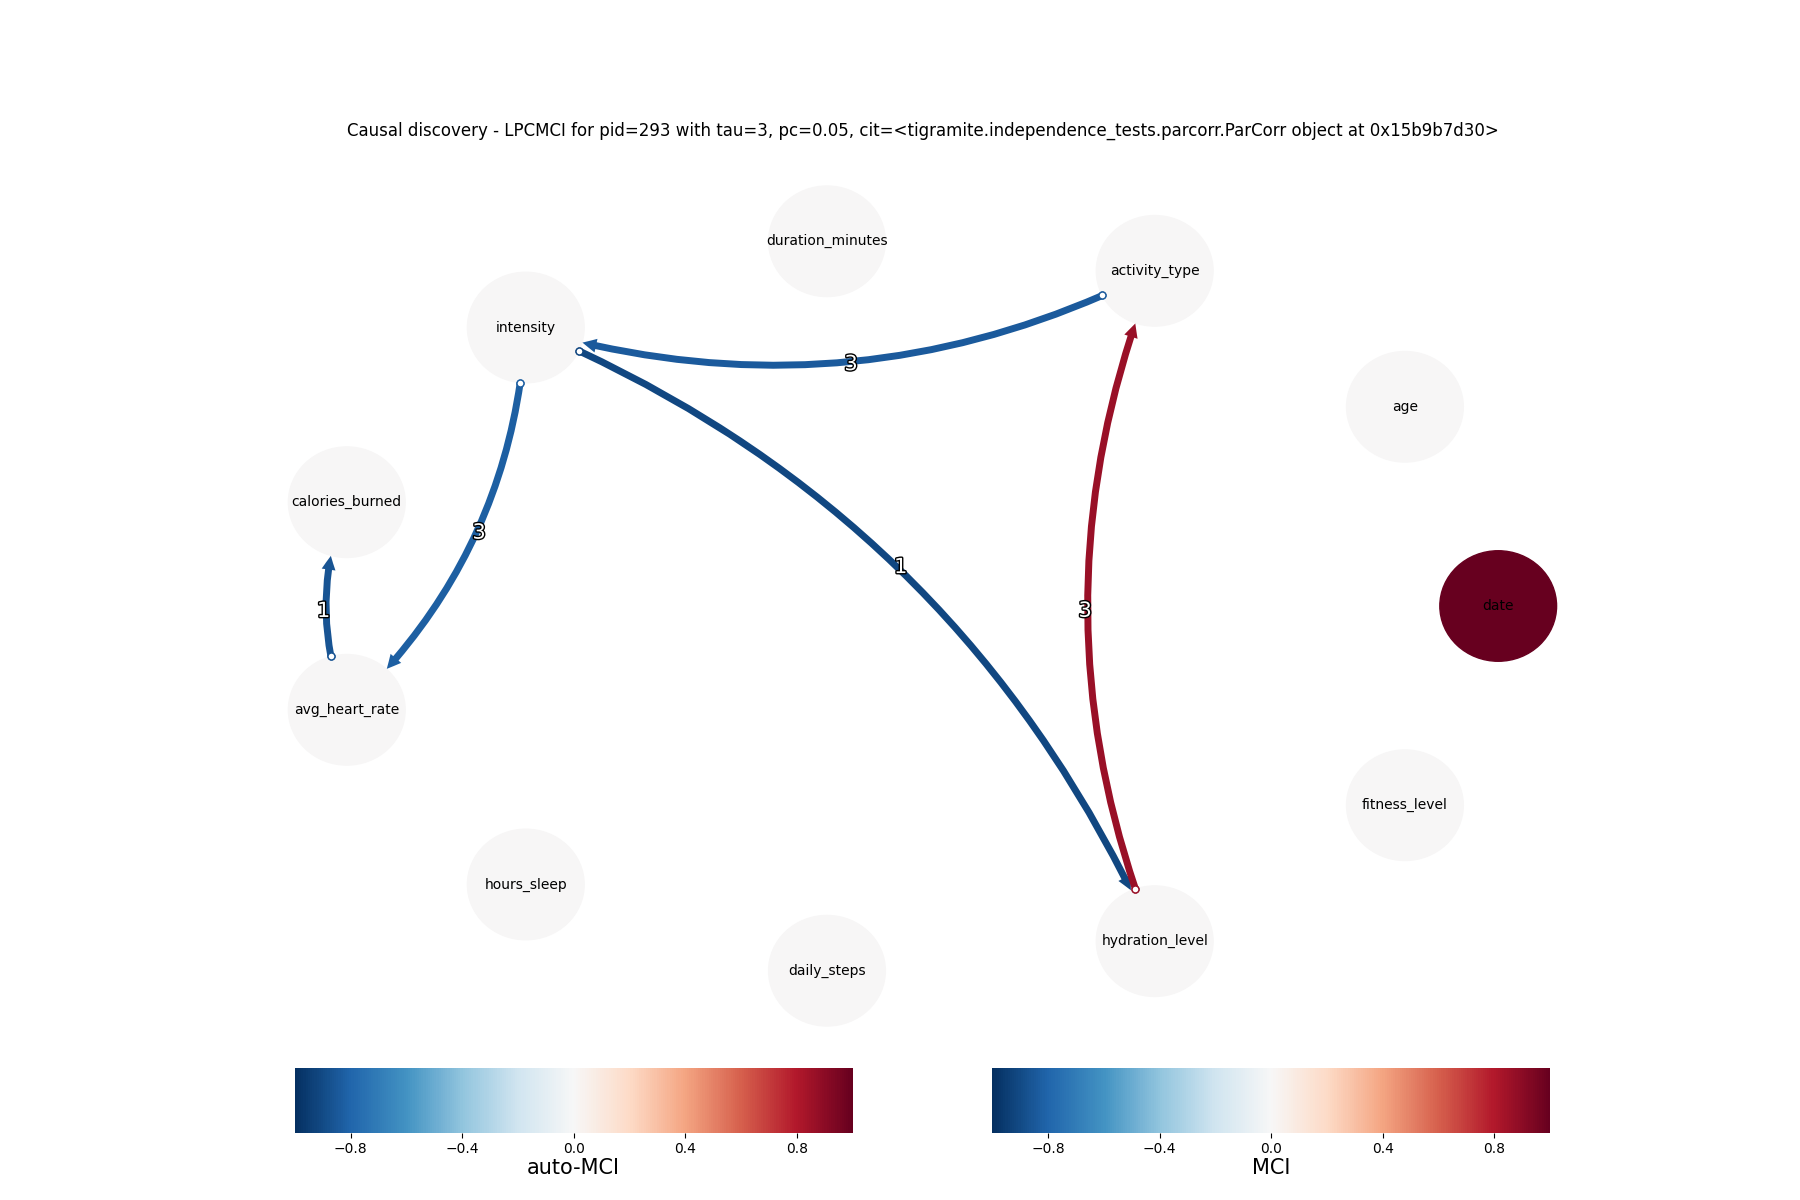 Causal discovery - LPCMCI for pid=293 with tau=3, pc=0.05, cit=<tigramite.independence_tests.parcorr.ParCorr object at 0x15b9b7d30>
duration_minutes
activity_type
intensity
3
age
calories_burned
3
1
date
1
3
avg_heart_rate
fitness_level
hours_sleep
hydration_level
daily_steps
−0.8 −0.4 0.0 0.4 0.8
auto-MCI
−0.8 −0.4 0.0 0.4 0.8
MCI